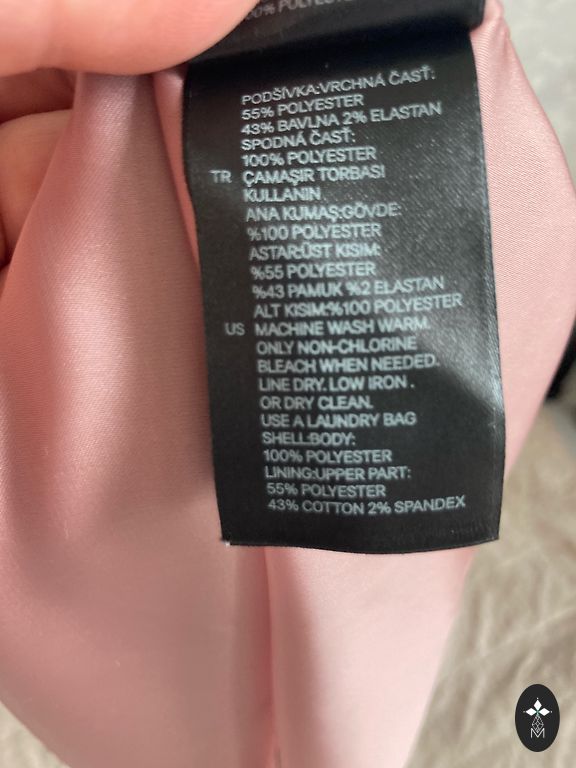 00% POLYESTE
PODŠÍVKA:VRCHNÁ ČASŤ:
55% POLYESTER
43% BAVLNA 2% ELASTAN
SPODNÁ ČASŤ:
100% POLYESTER
TR ÇAMAŞIR TORBASI
KULLANIN
ANA KUMAŞ:GÖVDE:
%100 POLYESTER
ASTAR:ÜST KISIM:
%55 POLYESTER
%43 PAMUK %2 ELASTAN
ALT KISIM:%100 POLYESTER
US MACHINE WASH WARM.
ONLY NON-CHLORINE
BLEACH WHEN NEEDED.
LINE DRY. LOW IRON .
OR DRY CLEAN.
USE A LAUNDRY BAG
SHELL:BODY:
100% POLYESTER
LINING:UPPER PART:
55% POLYESTER
43% COTTON 2% SPANDEX